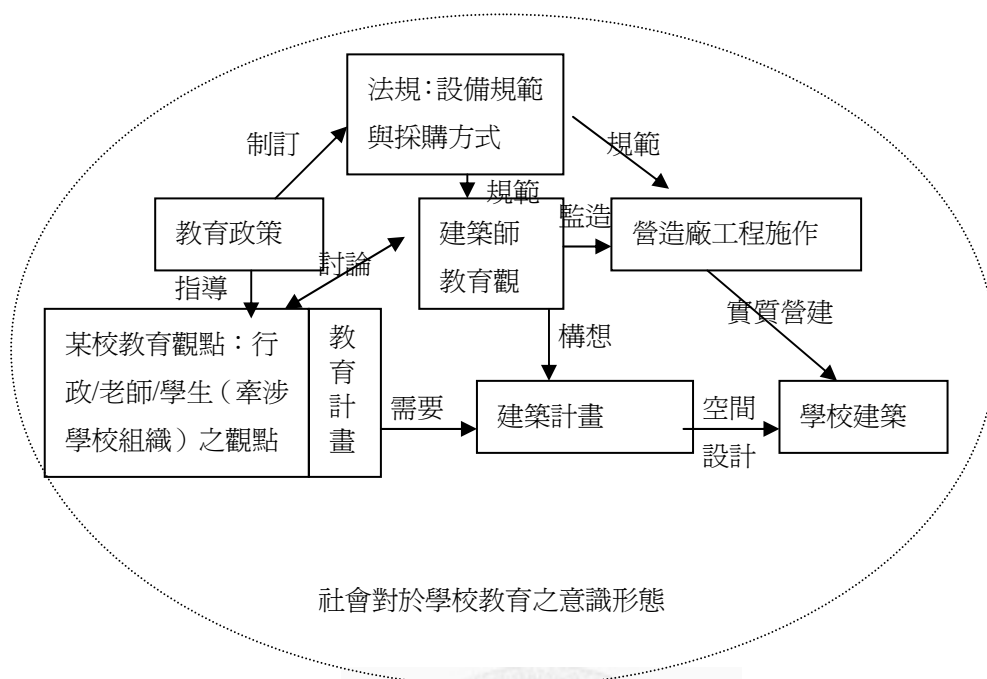 法規：設備規範
與採購方式
制訂
規範
規範
教育政策
建築師
教育觀
監造
營造廠工程施作
指導
討論
某校教育觀點：行
政/老師/學生（牽涉
學校組織）之觀點
教
育
計
畫
構想
實質營建
需要
建築計畫
空間
設計
學校建築
社會對於學校教育之意識形態